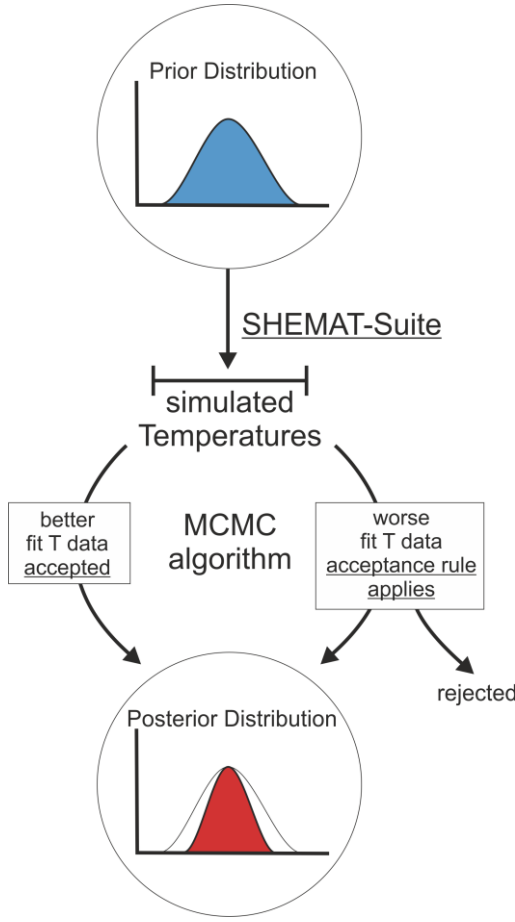 Prior Distribution
SHEMAT-Suite
simulated
Temperatures
better
fit T data
accepted
MCMC
algorithm
worse
fit T data
acceptance rule
applies
rejected
Posterior Distribution